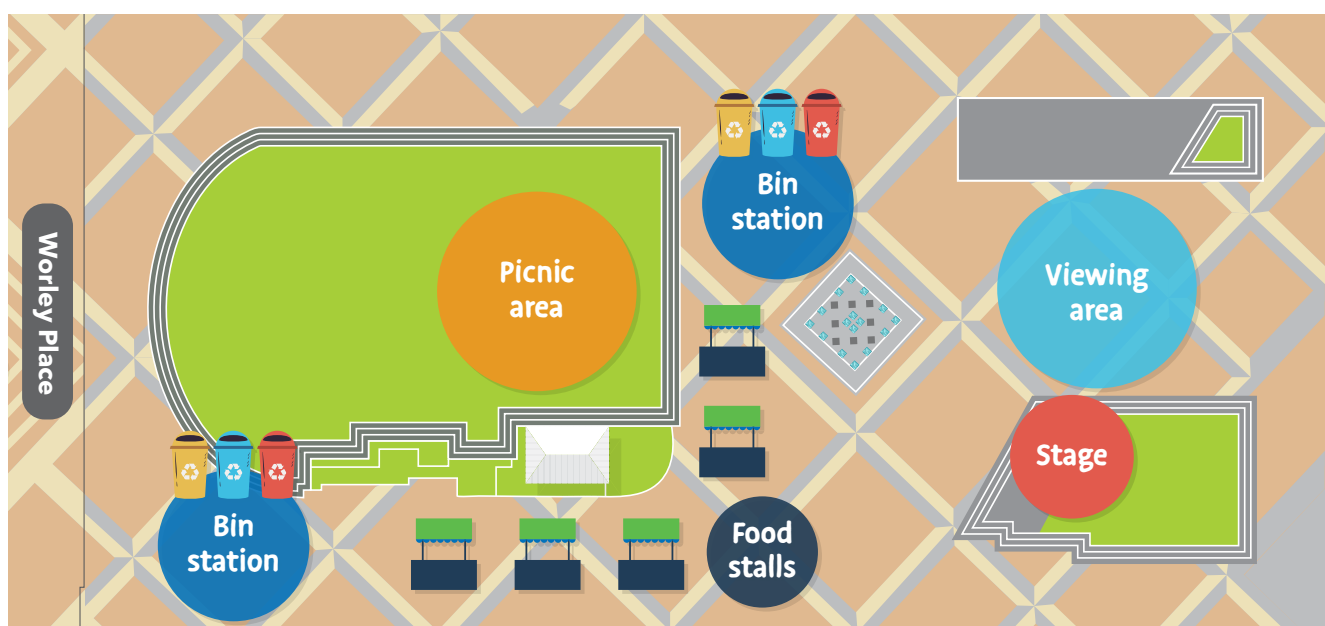 Worley Place
Picnic
area
Bin
station
Viewing
area
Stage
Bin
station
Food
stalls